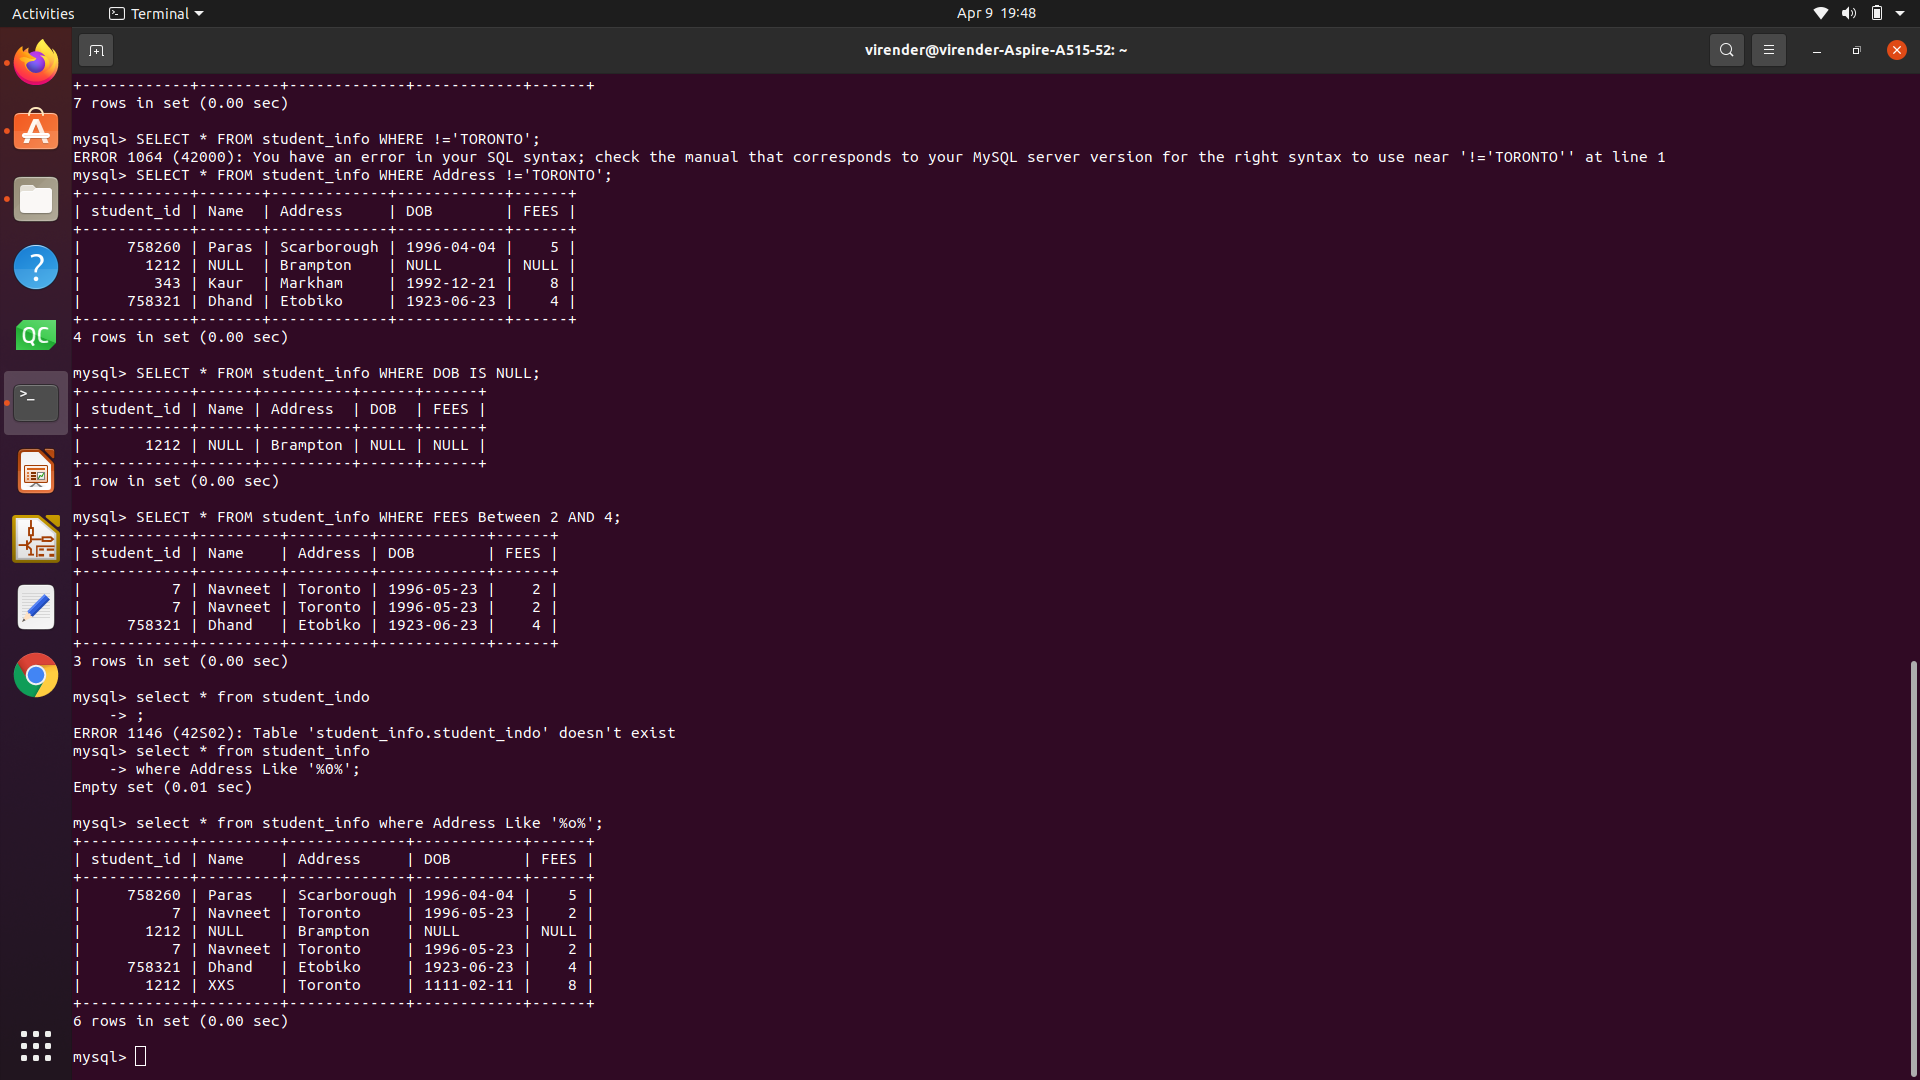 Activities
Terminal
Apr 9 19:48
virender@virender-Aspire-A515-52: ~
+------------+---------+-------------+------------+------+
7 rows in set (0.00 sec)
mysql> SELECT * FROM student_info WHERE !='TORONTO';
ERROR 1064 (42000): You have an error in your SQL syntax; check the manual that corresponds to your MySQL server version for the right syntax to use near '!='TORONTO'' at line 1
mysql> SELECT * FROM student_info WHERE Address !='TORONTO';
+------------+-------+-------------+------------+------+
| student_id | Name  | Address     | DOB        | FEES |
+------------+-------+-------------+------------+------+
|     758260 | Paras | Scarborough | 1996-04-04 |    5 |
|       1212 | NULL  | Brampton    | NULL       | NULL |
|        343 | Kaur  | Markham     | 1992-12-21 |    8 |
|     758321 | Dhand | Etobiko     | 1923-06-23 |    4 |
+------------+-------+-------------+------------+------+
4 rows in set (0.00 sec)
mysql> SELECT * FROM student_info WHERE DOB IS NULL;
+------------+------+----------+------+------+
| student_id | Name | Address  | DOB  | FEES |
+------------+------+----------+------+------+
|       1212 | NULL | Brampton | NULL | NULL |
+------------+------+----------+------+------+
1 row in set (0.00 sec)
mysql> SELECT * FROM student_info WHERE FEES Between 2 AND 4;
+------------+---------+---------+------------+------+
| student_id | Name    | Address | DOB        | FEES |
+------------+---------+---------+------------+------+
|          7 | Navneet | Toronto | 1996-05-23 |    2 |
|          7 | Navneet | Toronto | 1996-05-23 |    2 |
|     758321 | Dhand   | Etobiko | 1923-06-23 |    4 |
+------------+---------+---------+------------+------+
3 rows in set (0.00 sec)
mysql> select * from student_indo
    -> ;
ERROR 1146 (42S02): Table 'student_info.student_indo' doesn't exist
mysql> select * from student_info
    -> where Address Like '%0%';
Empty set (0.01 sec)
mysql> select * from student_info where Address Like '%o%';
+------------+---------+-------------+------------+------+
| student_id | Name    | Address     | DOB        | FEES |
+------------+---------+-------------+------------+------+
|     758260 | Paras   | Scarborough | 1996-04-04 |    5 |
|          7 | Navneet | Toronto     | 1996-05-23 |    2 |
|       1212 | NULL    | Brampton    | NULL       | NULL |
|          7 | Navneet | Toronto     | 1996-05-23 |    2 |
|     758321 | Dhand   | Etobiko     | 1923-06-23 |    4 |
|       1212 | XXS     | Toronto     | 1111-02-11 |    8 |
+------------+---------+-------------+------------+------+
6 rows in set (0.00 sec)
mysql>
?
QC
>_